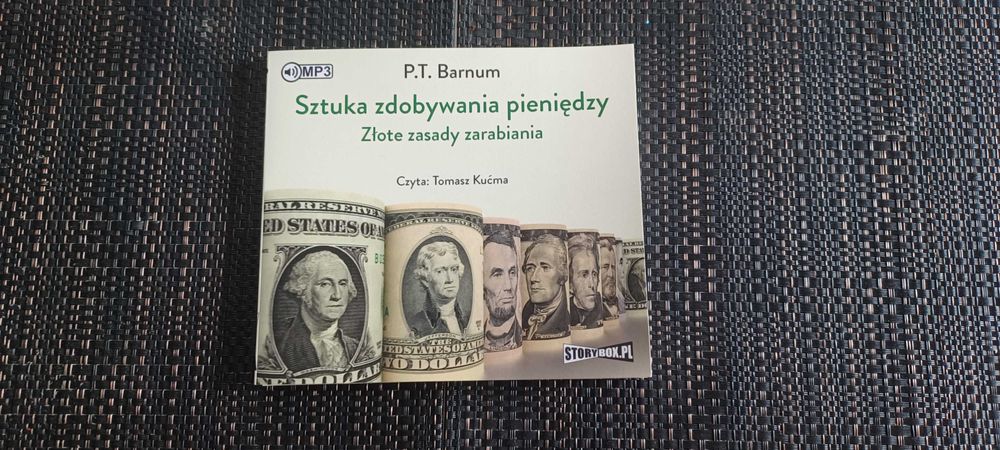 MP3
P.T. Barnum
Sztuka zdobywania pieniędzy
Złote zasady zarabiania
Czyta: Tomasz Kućma
STORYBOX.PL